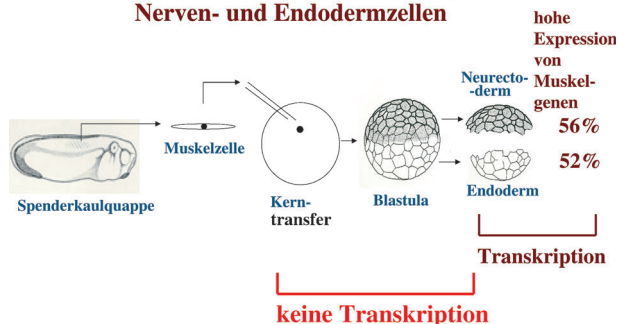 Nerven- und Endodermzellen
hohe
Expression
von
Muskel-
genen
Neurecto-
-derm
56%
52%
Muskelzelle
Spenderkaulquappe
Kern-
transfer
Blastula
Endoderm
Transkription
keine Transkription